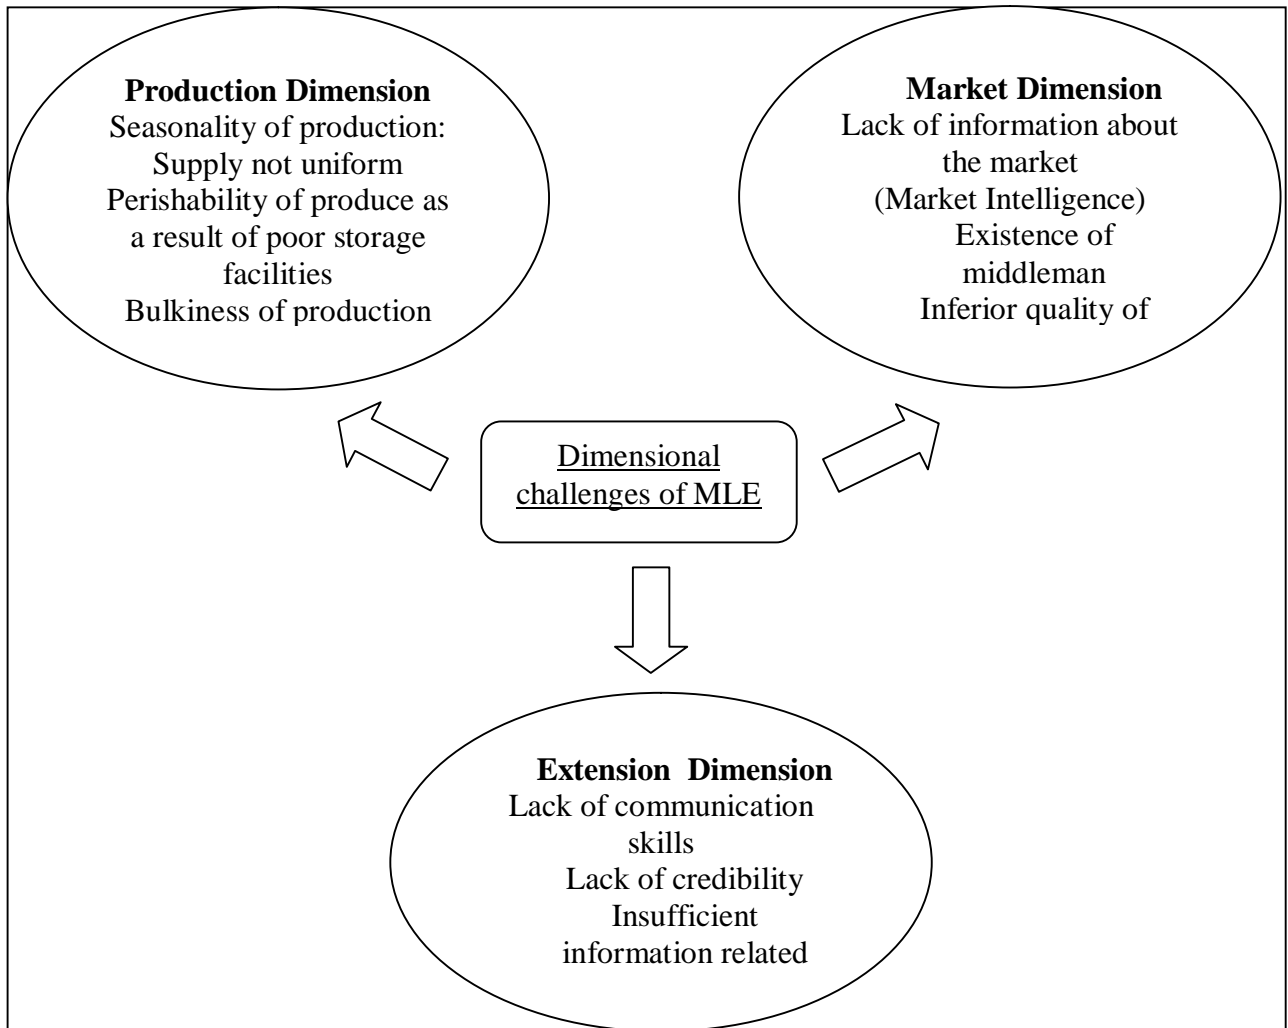 Production Dimension
Seasonality of production:
Supply not uniform
Perishability of produce as
a result of poor storage
facilities
Bulkiness of production
Market Dimension
Lack of information about
the market
(Market Intelligence)
Existence of
middleman
Inferior quality of
Dimensional
challenges of MLE
Extension Dimension
Lack of communication
skills
Lack of credibility
Insufficient
information related